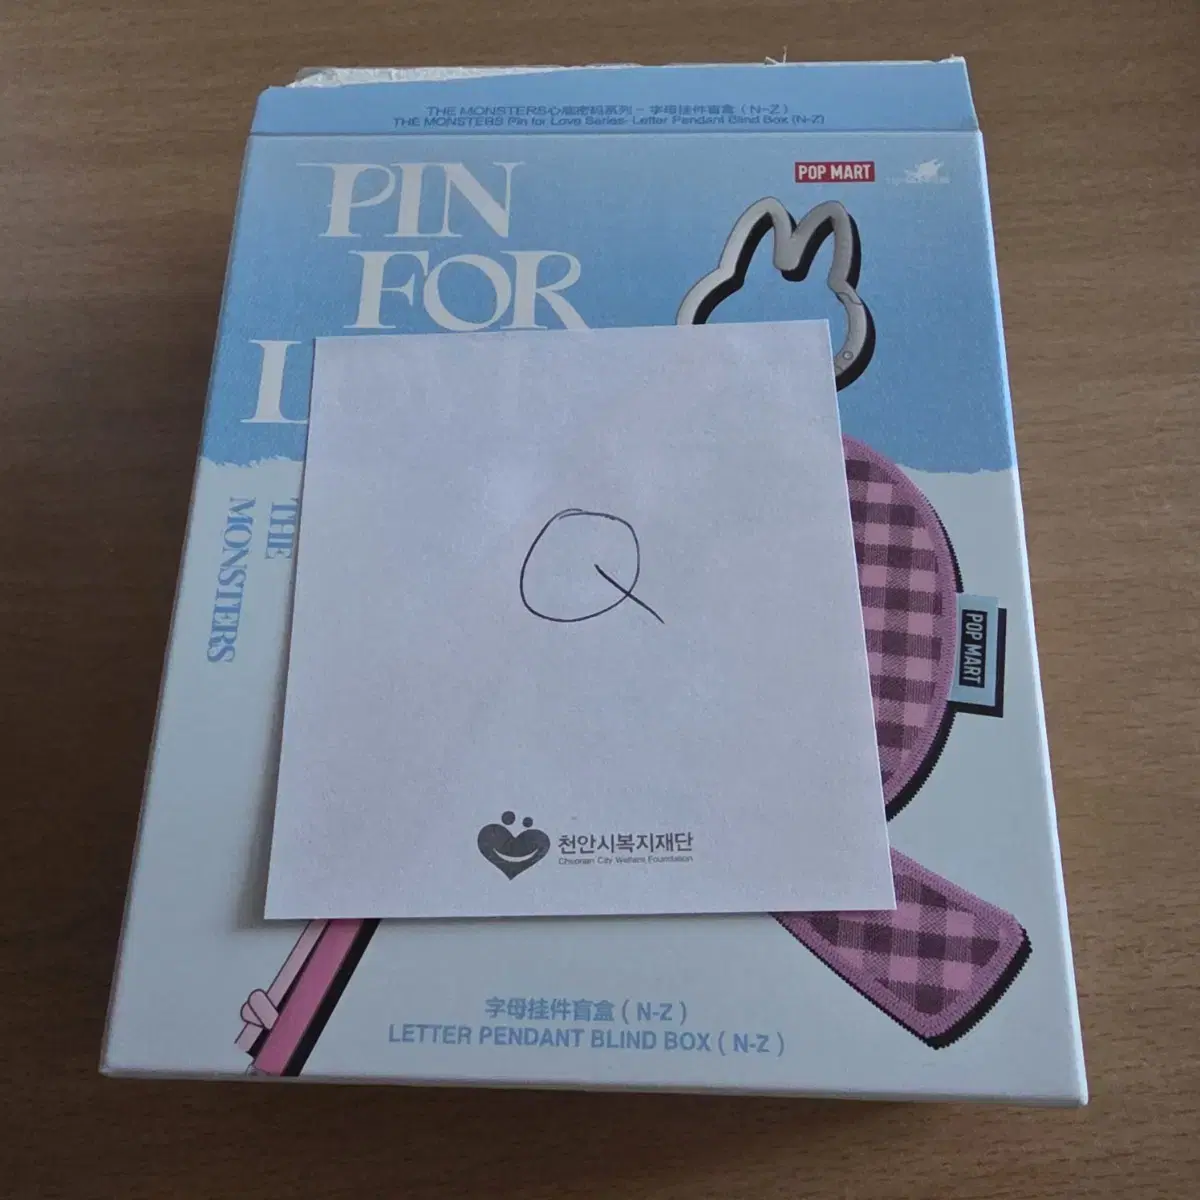 THE MONSTERS心底密码系列 - 字母挂件盲盒 ( N-Z )
THE MONSTERS Pin for Love Series- Letter Pendant Blind Box (N-Z)
POP MART
PIN
FOR
L
THE
MONSTERS
Q
POP MART
천안시복지재단
Cheonan City Welfare Foundation
字母挂件盲盒 ( N-Z )
LETTER PENDANT BLIND BOX ( N-Z )